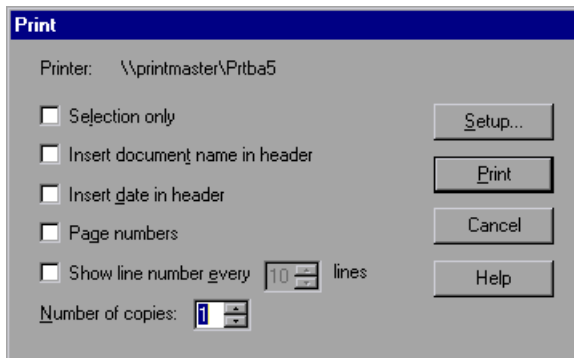 Print
Printer: \\printmaster\Prtba5
Selection only
Insert document name in header
Insert date in header
Page numbers
Show line number every 10 lines
Number of copies: 1
Setup...
Print
Cancel
Help